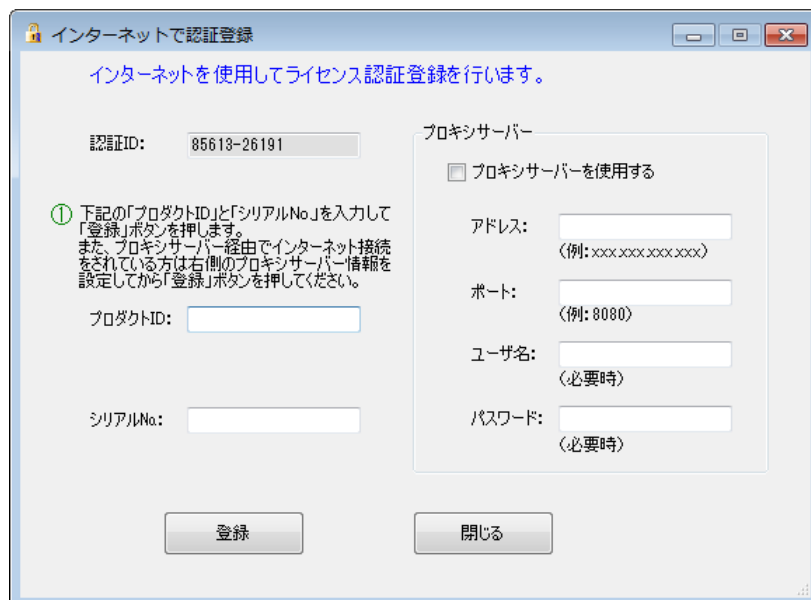 インターネットで認証登録
インターネットを使用してライセンス認証登録を行います。
認証ID:
85613-26191
① 下記の「プロダクトID」と「シリアルNo.」を入力して
「登録」ボタンを押します。
また、プロキシサーバー経由でインターネット接続
をされている方は右側のプロキシサーバー情報を
設定してから「登録」ボタンを押してください。
プロダクトID:
シリアルNo.:
プロキシサーバー
プロキシサーバーを使用する
アドレス:
(例: xxx.xxx.xxx.xxx)
ポート:
(例: 8080)
ユーザ名:
(必要時)
パスワード:
(必要時)
登録
閉じる